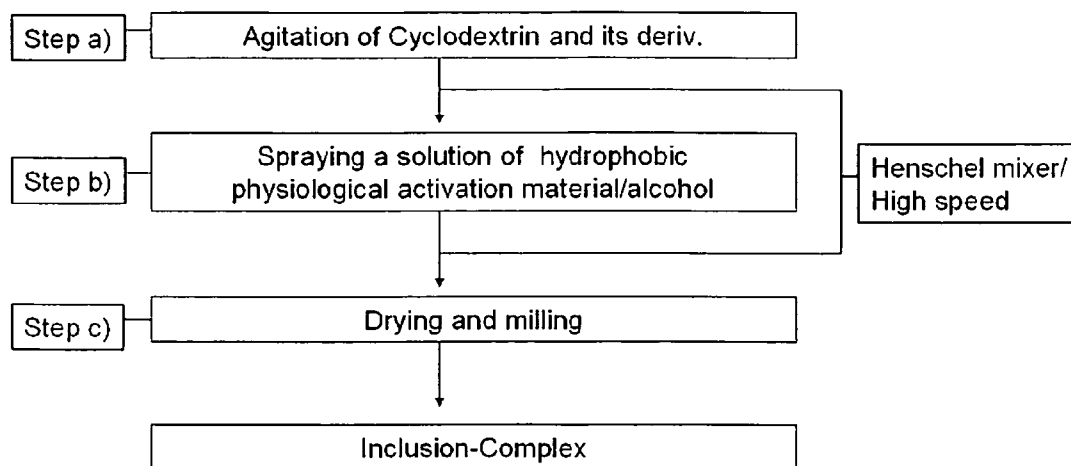 Step a)
Agitation of Cyclodextrin and its deriv.
Step b)
Spraying a solution of hydrophobic
physiological activation material/alcohol
Henschel mixer/
High speed
Step c)
Drying and milling
Inclusion-Complex